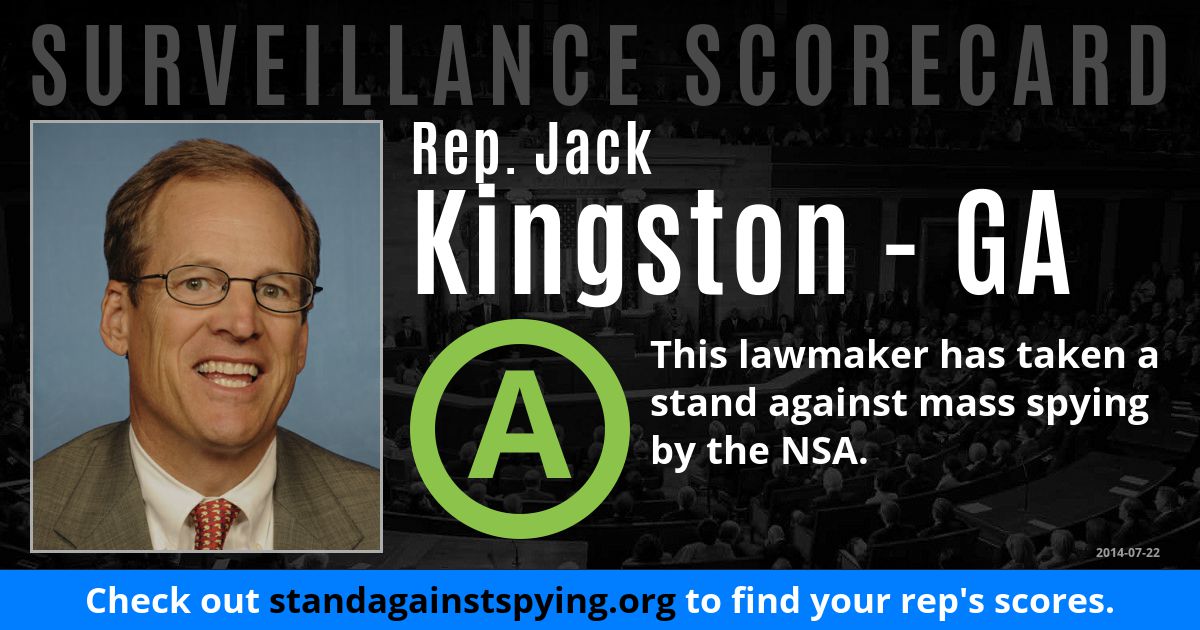 SURVEILLANCE SCORECARD
Rep. Jack
Kingston - GA
A
This lawmaker has taken a
stand against mass spying
by the NSA.
2014-07-22
Check out standagainstspying.org to find your rep's scores.